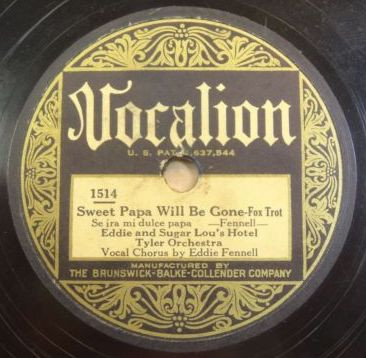 Vocalion
U. S. PAT. 1,637,544
1514
Sweet Papa Will Be Gone-Fox Trot
Se ira mi dulce papa —Fennell—
Eddie and Sugar Lou's Hotel
Tyler Orchestra
Vocal Chorus by Eddie Fennell
MANUFACTURED BY
THE BRUNSWICK-BALKE-COLLENDER COMPANY